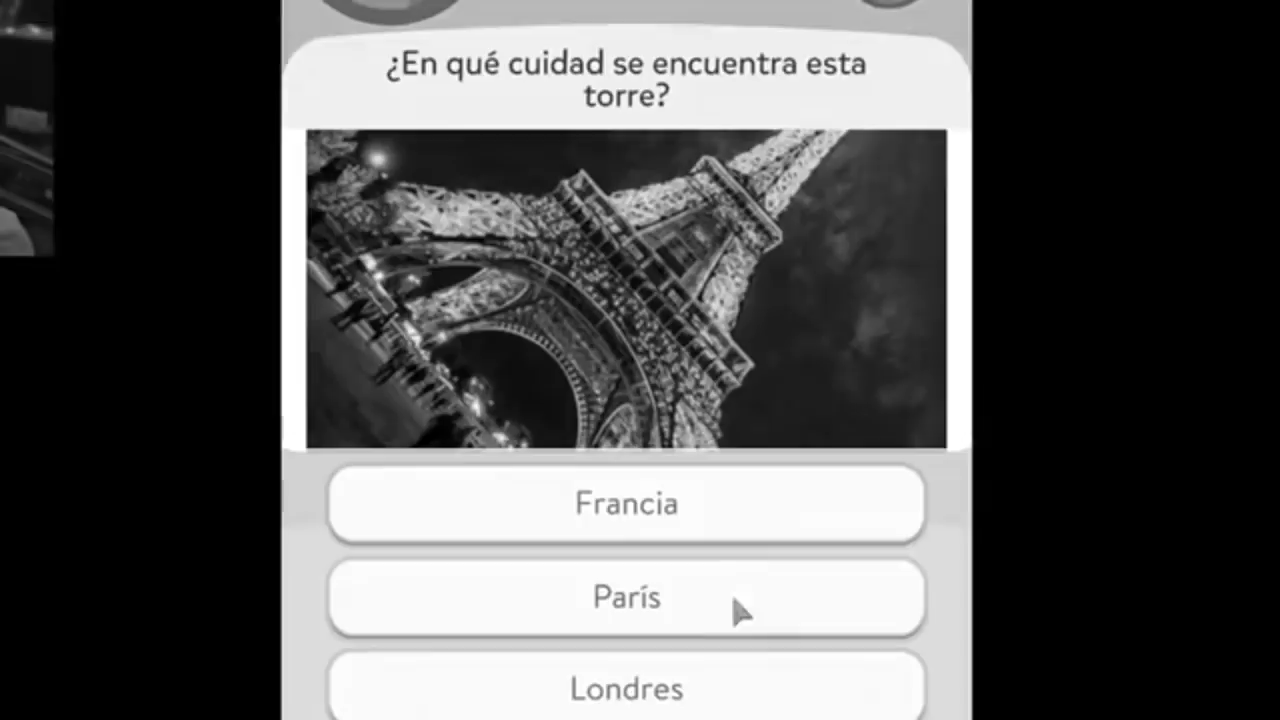 ¿En qué cuidad se encuentra esta
torre?
Francia
París
Londres